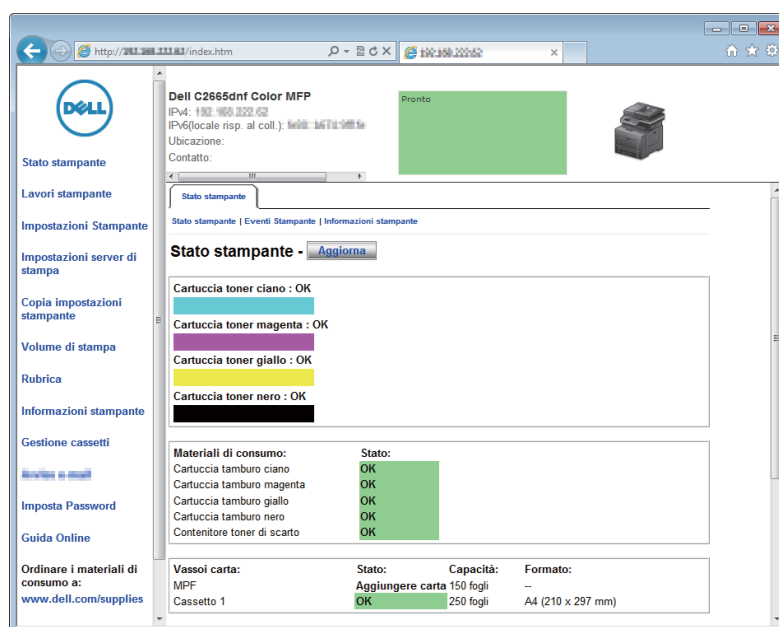 http:// /index.htm
DELL
Stato stampante
Lavori stampante
Impostazioni Stampante
Impostazioni server di
stampa
Copia impostazioni
stampante
Volume di stampa
Rubrica
Informazioni stampante
Gestione cassetti
Imposta Password
Guida Online
Ordinare i materiali di
consumo a:
www.dell.com/supplies
Dell C2665dnf Color MFP
IPv4:
IPv6(locale risp. al coll.):
Ubicazione:
Contatto:
Pronto
Stato stampante
Stato stampante | Eventi Stampante | Informazioni stampante
Stato stampante - Aggiorna
Cartuccia toner ciano : OK
Cartuccia toner magenta : OK
Cartuccia toner giallo : OK
Cartuccia toner nero : OK
Materiali di consumo: Stato:
Cartuccia tamburo ciano OK
Cartuccia tamburo magenta OK
Cartuccia tamburo giallo OK
Cartuccia tamburo nero OK
Contenitore toner di scarto OK
Vassoi carta: Stato: Capacità: Formato:
MPF Aggiungere carta 150 fogli --
Cassetto 1 OK 250 fogli A4 (210 x 297 mm)